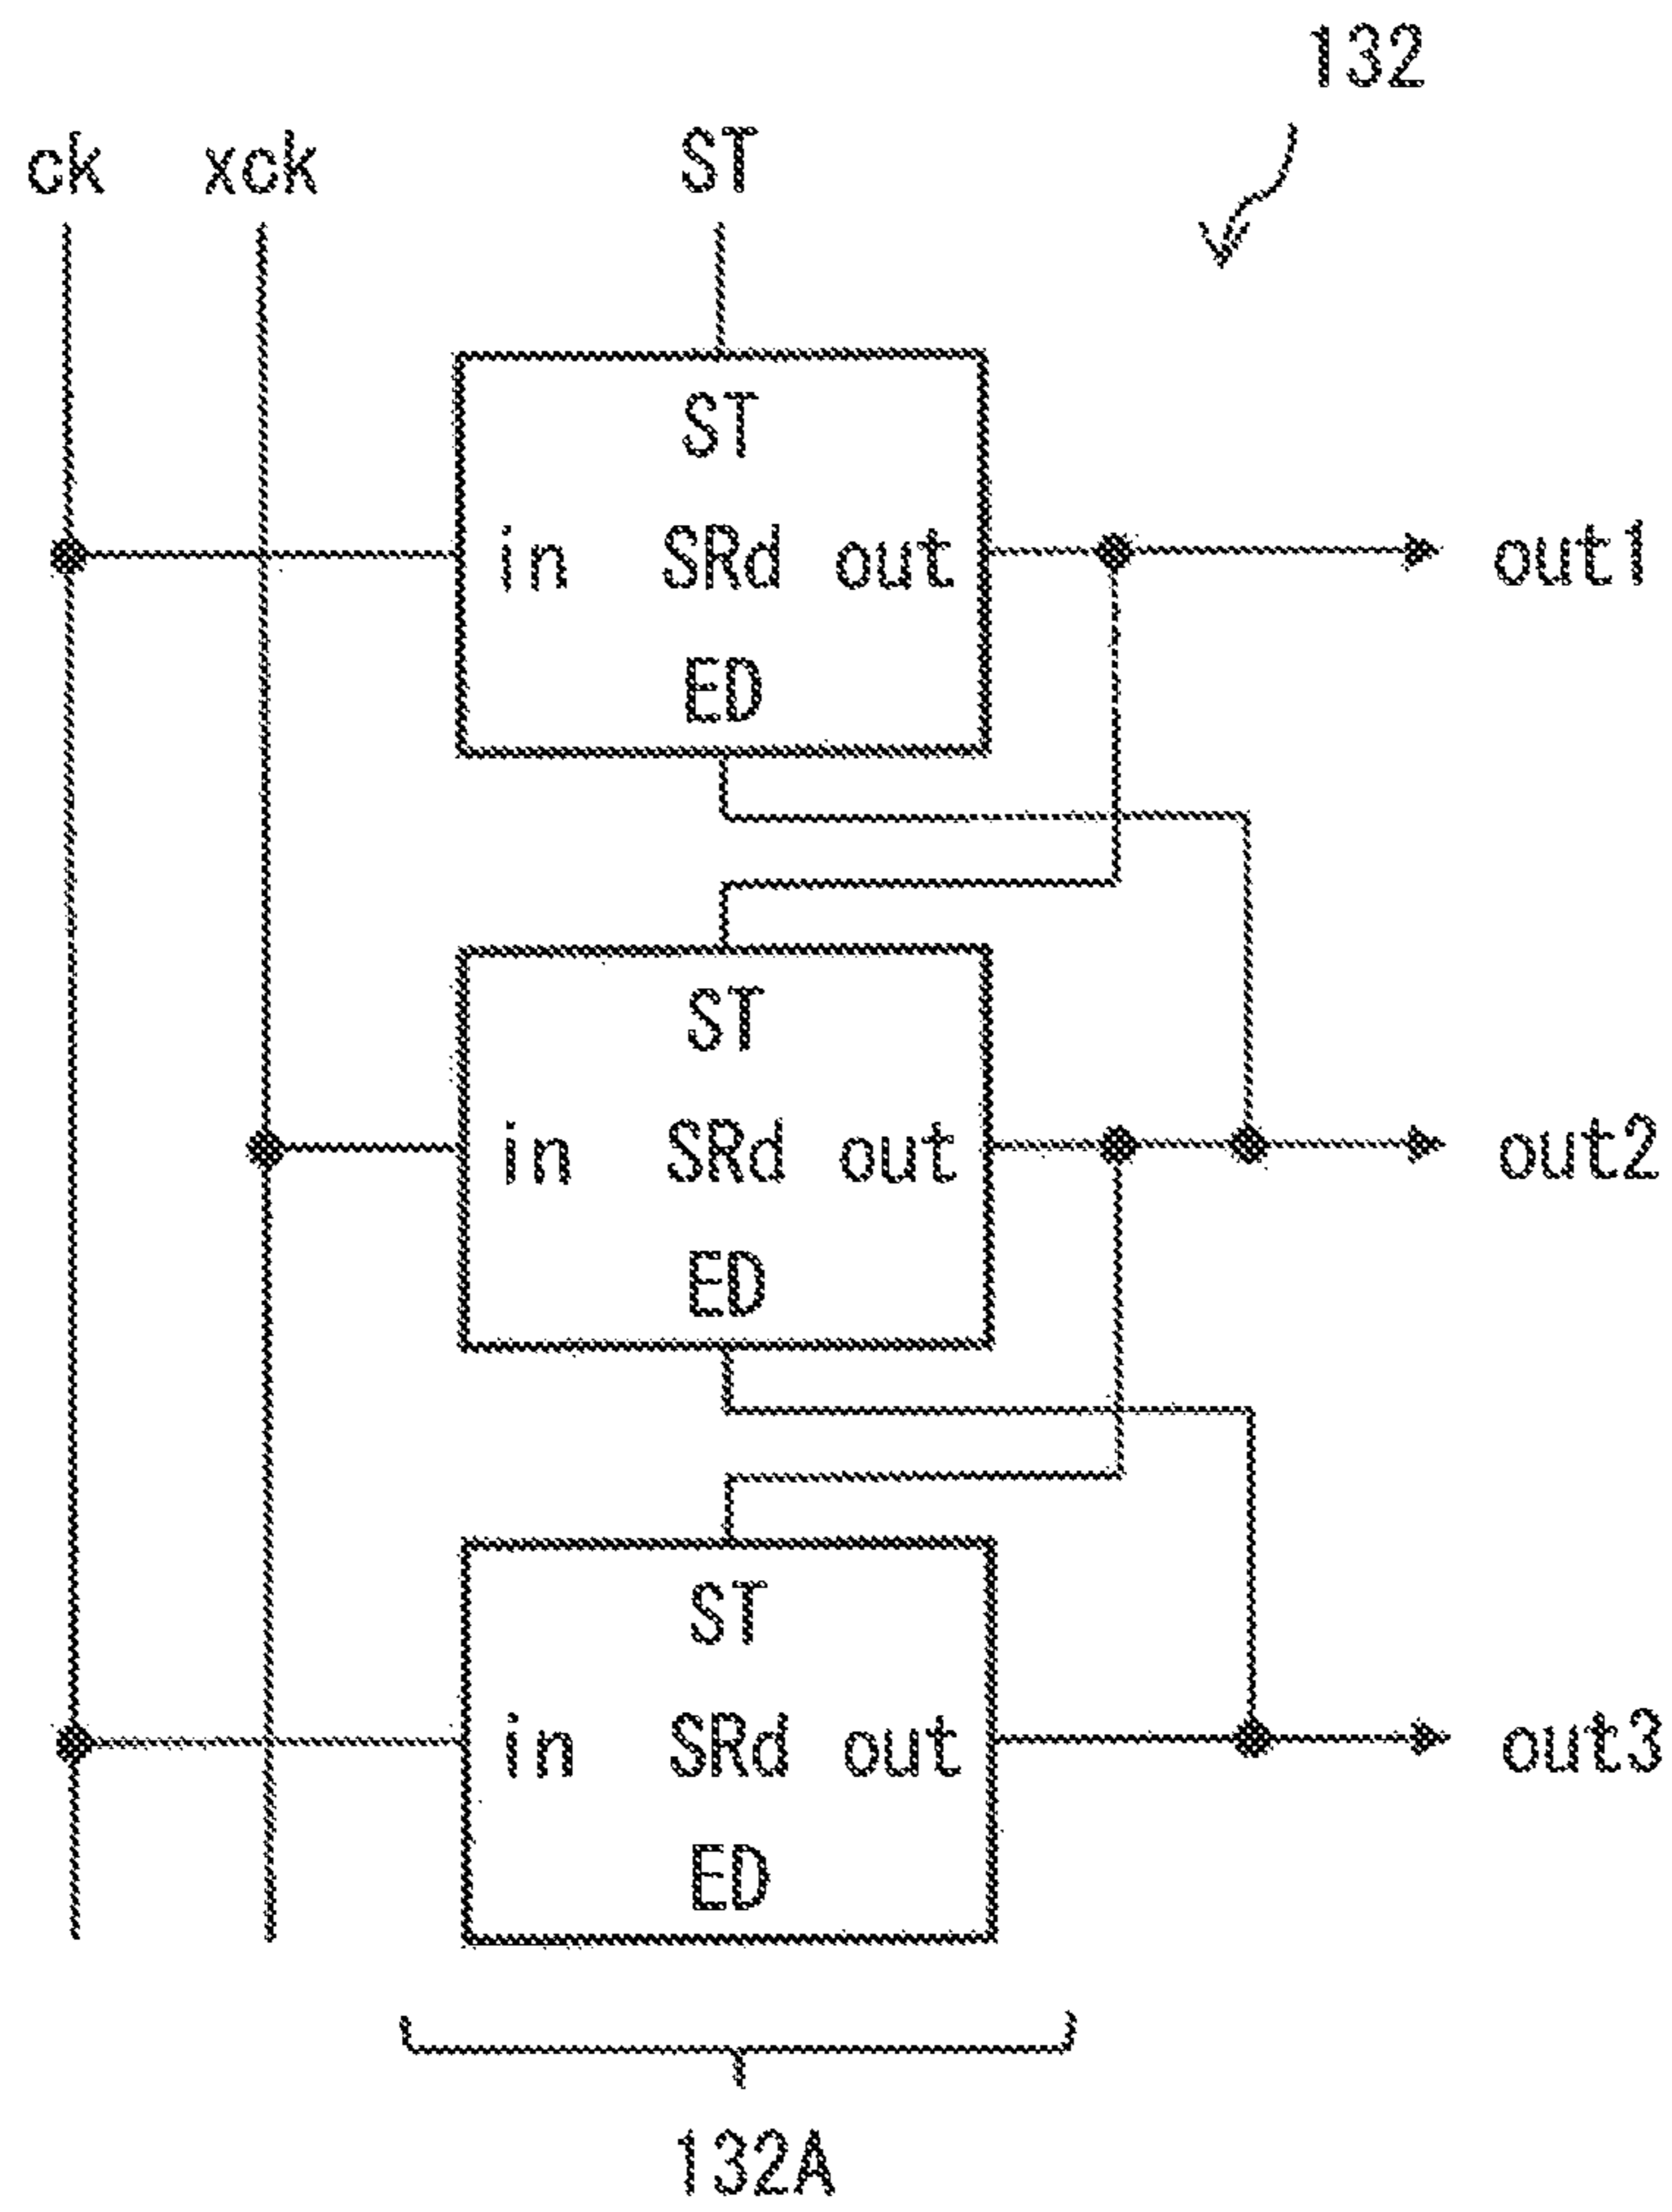 132
ck xck ST
ST
in SRd out
out1
ED
ST
in SRd out
out2
ED
ST
in SRd out
out3
ED
132A